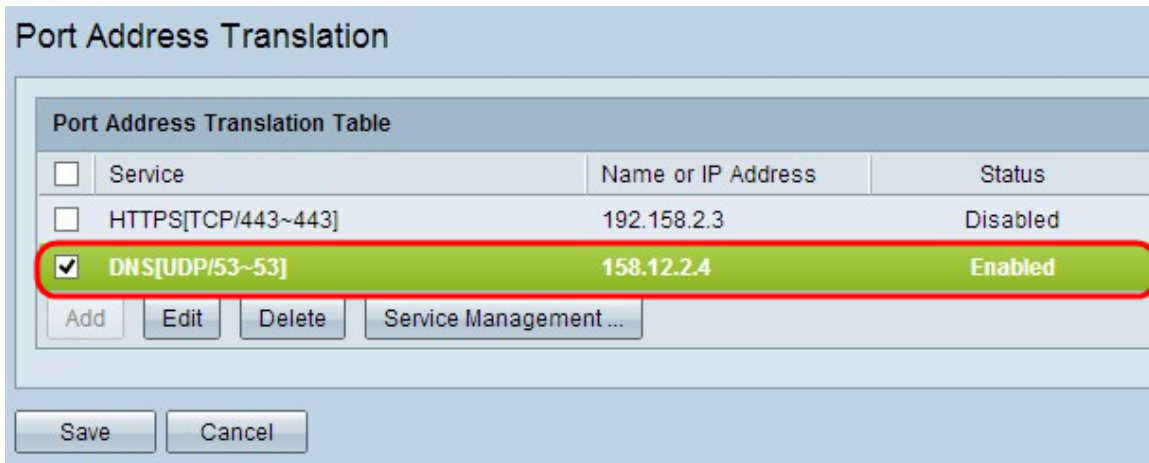 Port Address Translation
Port Address Translation Table
Service Name or IP Address Status
HTTPS[TCP/443~443] 192.158.2.3 Disabled
DNS[UDP/53~53] 158.12.2.4 Enabled
Add Edit Delete Service Management ...
Save Cancel